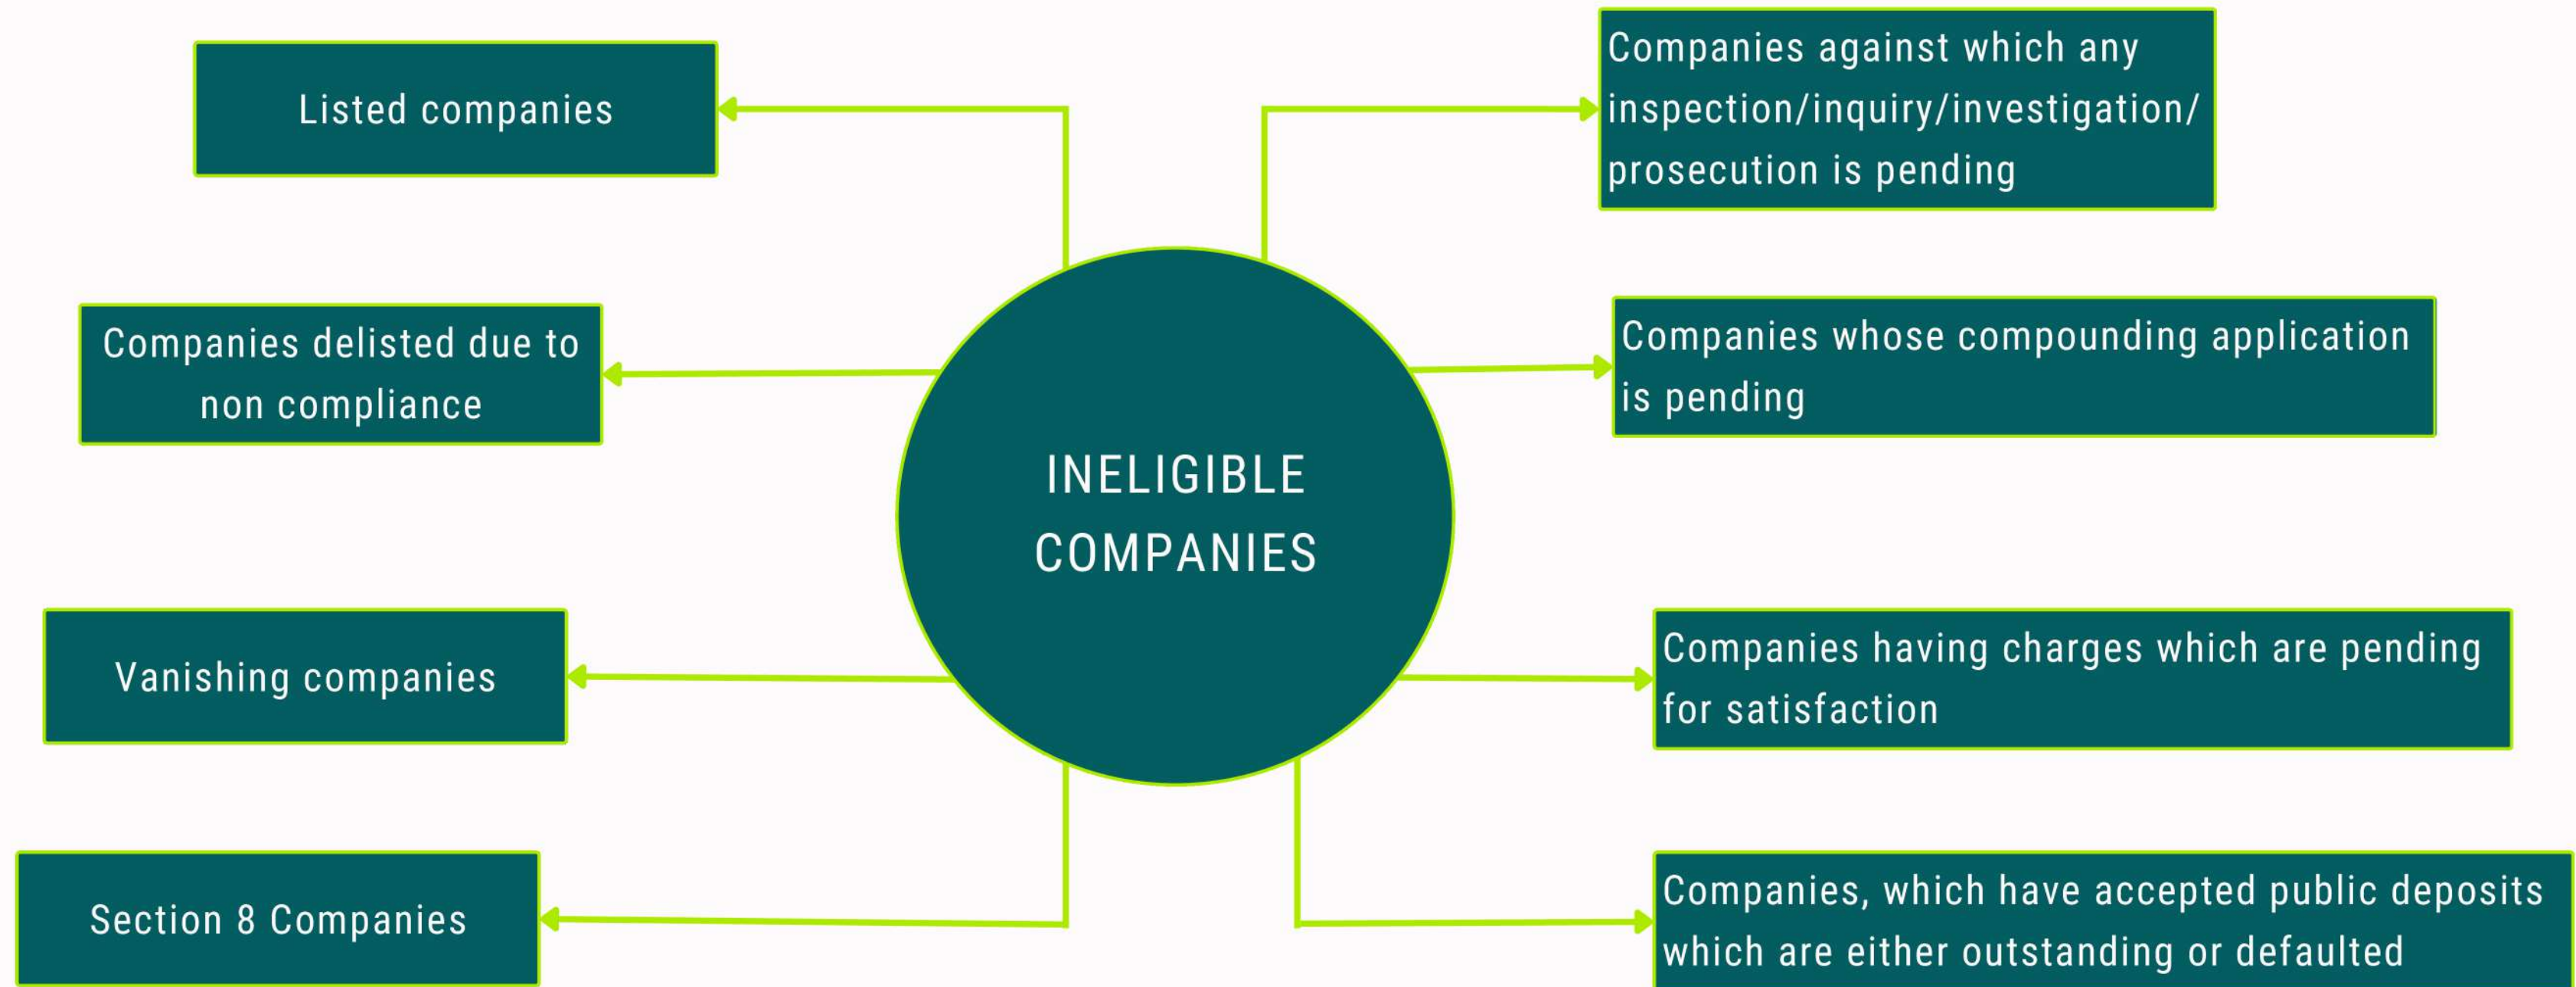 Listed companies
Companies delisted due to
non compliance
Vanishing companies
Section 8 Companies
INELIGIBLE
COMPANIES
Companies against which any
inspection/inquiry/investigation/
prosecution is pending
Companies whose compounding application
is pending
Companies having charges which are pending
for satisfaction
Companies, which have accepted public deposits
which are either outstanding or defaulted